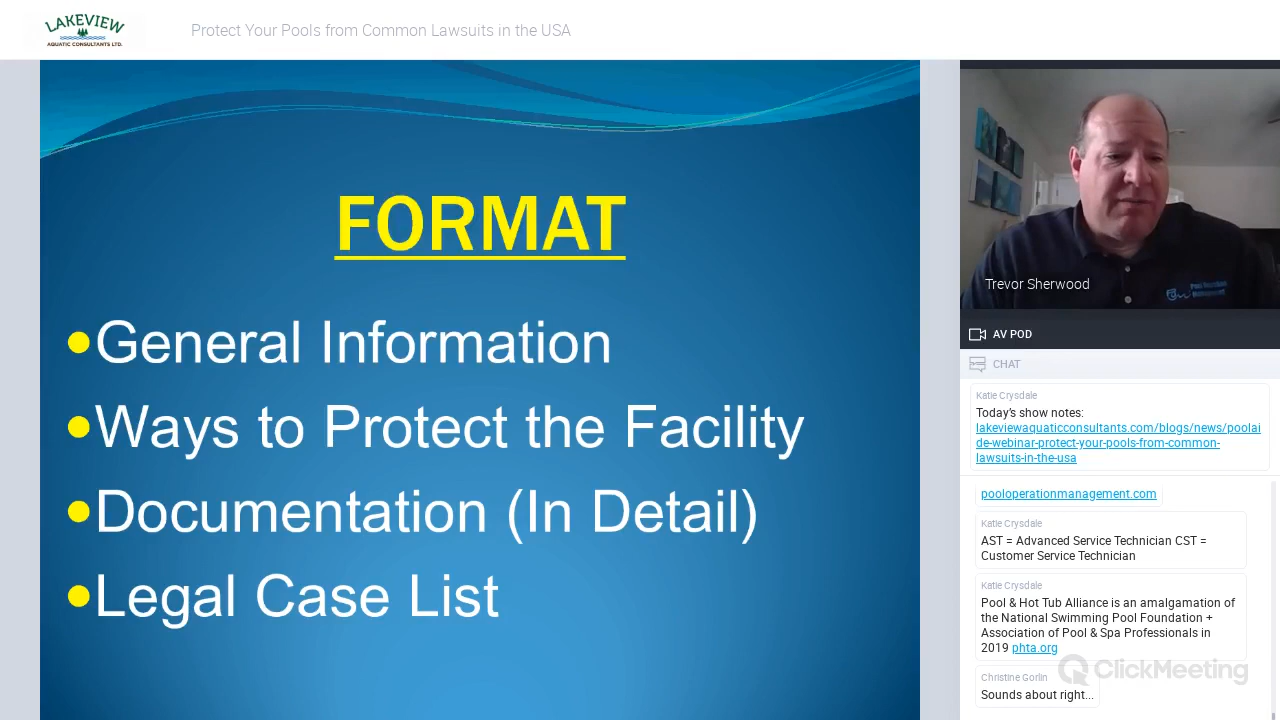 LAKEVIEW
AQUATIC CONSULTANTS LTD.
Protect Your Pools from Common Lawsuits in the USA
FORMAT
General Information
Ways to Protect the Facility
Documentation (In Detail)
Legal Case List
Trevor Sherwood
AV POD
CHAT
Katie Crysdale
Today's show notes:
lakeviewaquaticconsultants.com/blogs/news/poolai
de-webinar-protect-your-pools-from-common-
lawsuits-in-the-usa
pooloperationmanagement.com
Katie Crysdale
AST = Advanced Service Technician CST =
Customer Service Technician
Katie Crysdale
Pool & Hot Tub Alliance is an amalgamation of
the National Swimming Pool Foundation +
Association of Pool & Spa Professionals in
2019 phta.org
ClickMeeting
Christine Gorlin
Sounds about right...